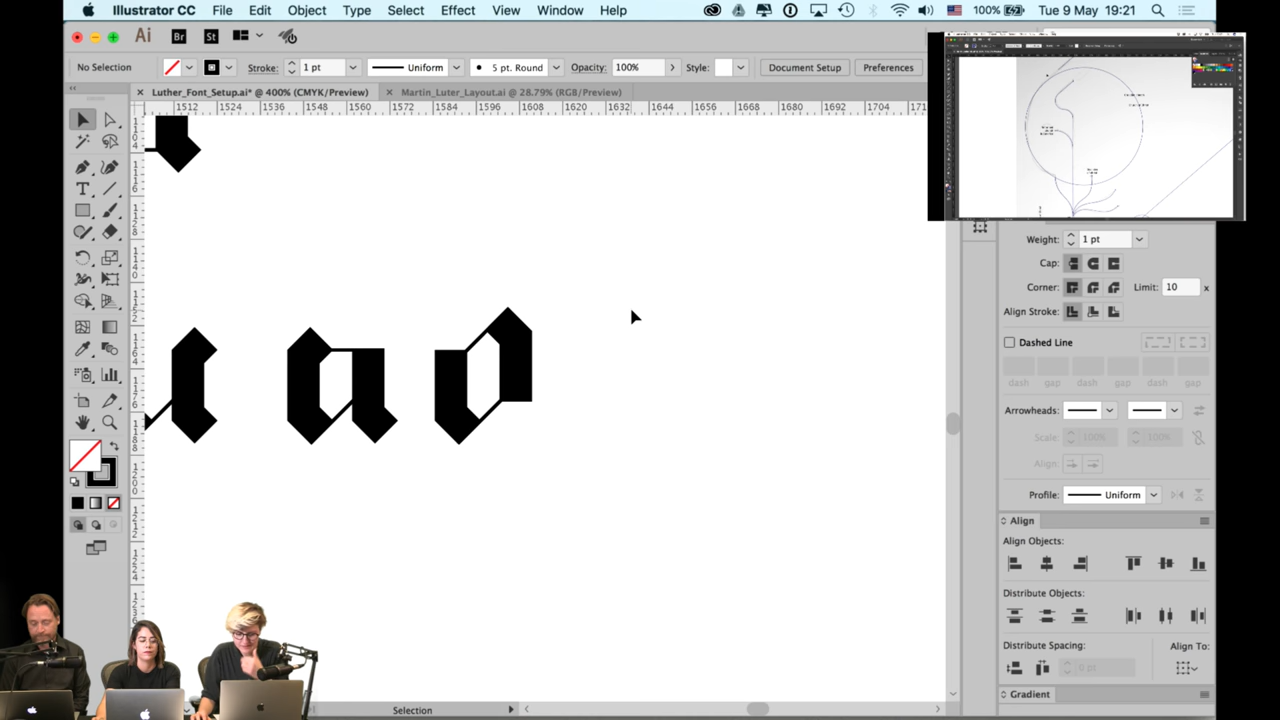 Illustrator CC File Edit Object Type Select Effect View Window Help 100% Tue 9 May 19:21
Ai Br St
No Selection Stroke: 1 pt Uniform 5 pt. Opacity: 100% Style: Document Setup Preferences
Luther_Font_Setup.ai* @ 400% (CMYK/Preview) Martin_Luter_Layout.ai @ 28.79% (RGB/Preview)
1512 1524 1536 1548 1560 1572 1584 1596 1608 1620 1632 1644 1656 1668 1680 1692 1704 171
Weight: 1 pt
Cap:
Corner: Limit: 10 x
Align Stroke:
Dashed Line
dash gap dash gap dash gap
Arrowheads:
Scale: 100% 100%
Align:
Profile: Uniform
Align
Align Objects:
Distribute Objects:
Distribute Spacing: Align To:
0 pt
Gradient
Selection